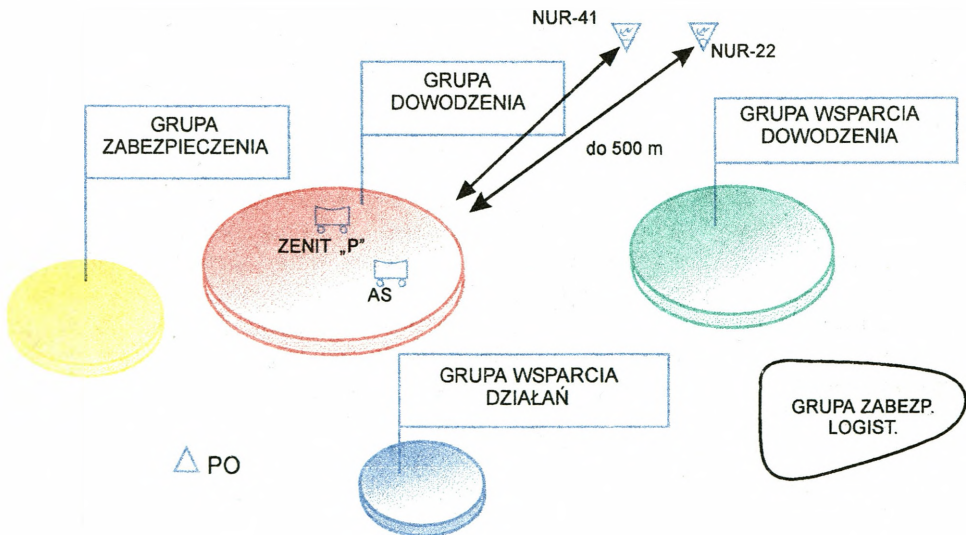 NUR-41
NUR-22
GRUPA
DOWODZENIA
GRUPA
ZABEZPIECZENIA
GRUPA WSPARCIA
DOWODZENIA
do 500 m
ZENIT „P”
AS
GRUPA WSPARCIA
DZIAŁAŃ
GRUPA ZABEZP.
LOGIST.
PO